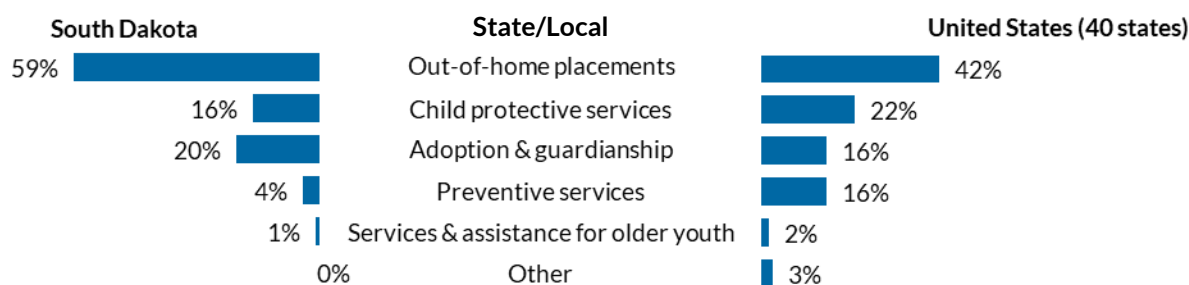 South Dakota State/Local United States (40 states)
59% Out-of-home placements 42%
16% Child protective services 22%
20% Adoption & guardianship 16%
4% Preventive services 16%
1% Services & assistance for older youth 2%
0% Other 3%